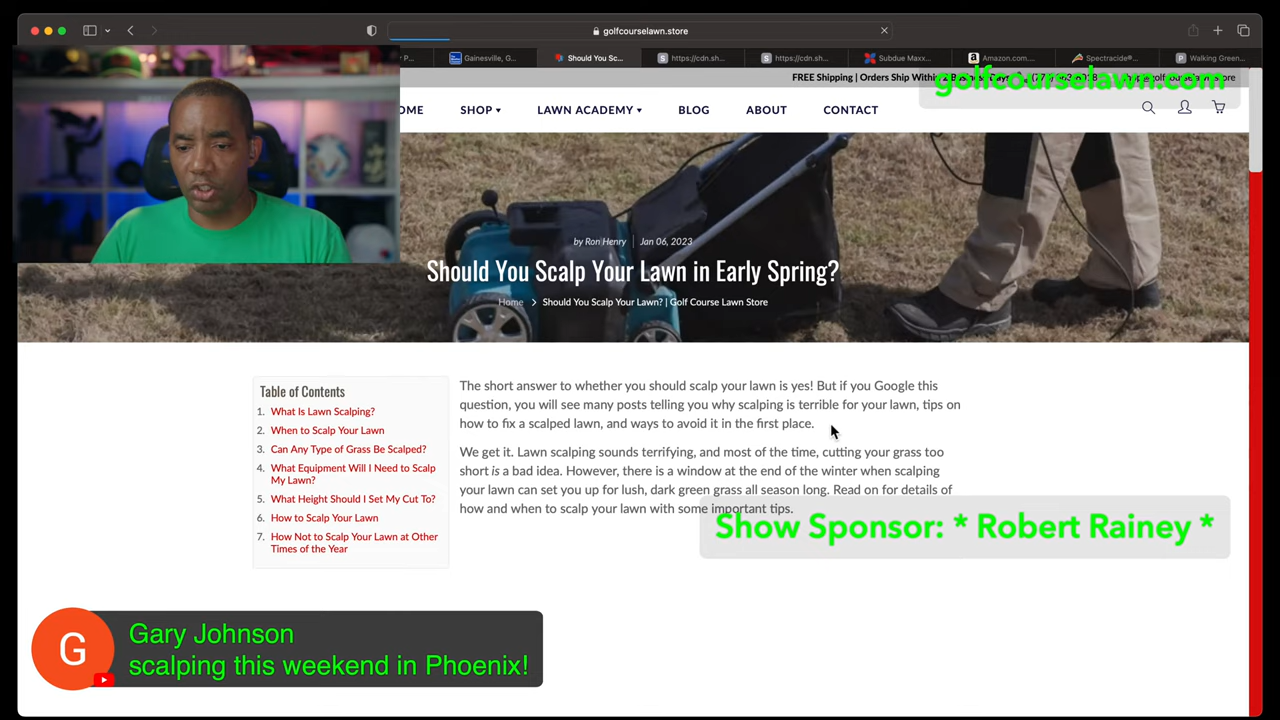 golfcourselawn.store
Gainesville, G...
Should You Sc...
https://cdn.sh...
https://cdn.sh...
Subdue Maxx...
Amazon.com...
Spectracide®...
Walking Green...
FREE Shipping | Orders Ship Within
golfcourselawn.com
SHOP
LAWN ACADEMY
BLOG
ABOUT
CONTACT
by Ron Henry | Jan 06, 2023
Should You Scalp Your Lawn in Early Spring?
Home > Should You Scalp Your Lawn? | Golf Course Lawn Store
Table of Contents
1. What Is Lawn Scalping?
2. When to Scalp Your Lawn
3. Can Any Type of Grass Be Scalped?
4. What Equipment Will I Need to Scalp
My Lawn?
5. What Height Should I Set My Cut To?
6. How to Scalp Your Lawn
7. How Not to Scalp Your Lawn at Other
Times of the Year
The short answer to whether you should scalp your lawn is yes! But if you Google this
question, you will see many posts telling you why scalping is terrible for your lawn, tips on
how to fix a scalped lawn, and ways to avoid it in the first place.
We get it. Lawn scalping sounds terrifying, and most of the time, cutting your grass too
short is a bad idea. However, there is a window at the end of the winter when scalping
your lawn can set you up for lush, dark green grass all season long. Read on for details of
how and when to scalp your lawn with some important tips.
Show Sponsor: * Robert Rainey *
G
Gary Johnson
scalping this weekend in Phoenix!